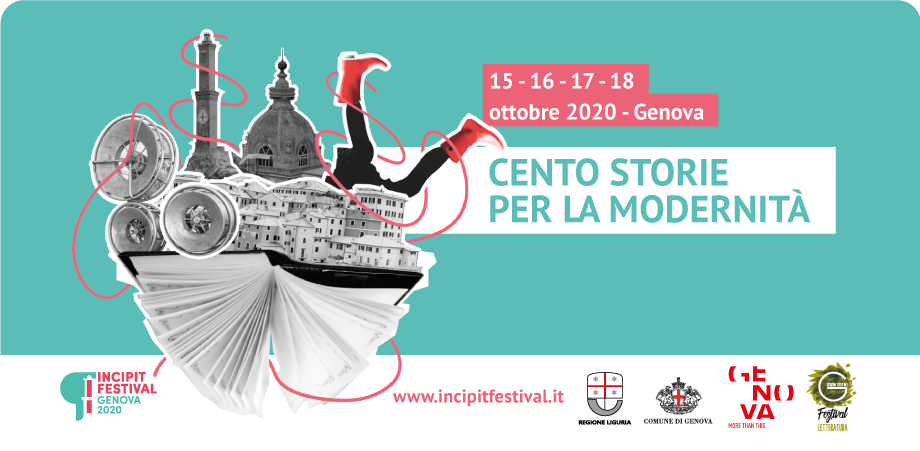 15 - 16 - 17 - 18
ottobre 2020 - Genova
CENTO STORIE
PER LA MODERNITÀ
INCIPIT
FESTIVAL
GENOVA
2020
www.incipitfestival.it
REGIONE LIGURIA
COMUNE DI GENOVA
GE
NO
VA
MORE THAN THIS
Festival
LETTERATURA